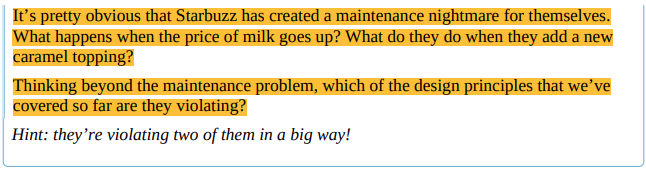 It’s pretty obvious that Starbuzz has created a maintenance nightmare for themselves.
What happens when the price of milk goes up? What do they do when they add a new
caramel topping?
Thinking beyond the maintenance problem, which of the design principles that we’ve
covered so far are they violating?
Hint: they’re violating two of them in a big way!